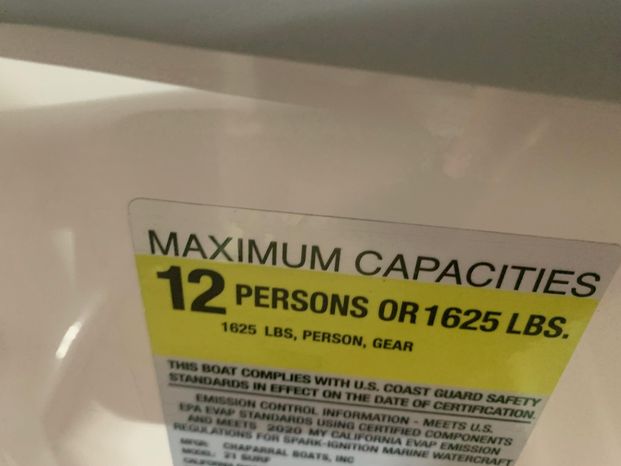 MAXIMUM CAPACITIES
12 PERSONS OR 1625 LBS.
1625 LBS, PERSON, GEAR
THIS BOAT COMPLIES WITH U.S. COAST GUARD SAFETY
STANDARDS IN EFFECT ON THE DATE OF CERTIFICATION.
EMISSION CONTROL INFORMATION - MEETS U.S.
EPA EVAP STANDARDS USING CERTIFIED COMPONENTS
AND MEETS 2020 MY CALIFORNIA EVAP EMISSION
REGULATIONS FOR SPARK-IGNITION MARINE WATERCRAFT
MFGR: CHAPARRAL BOATS, INC
MODEL: 21 SURF